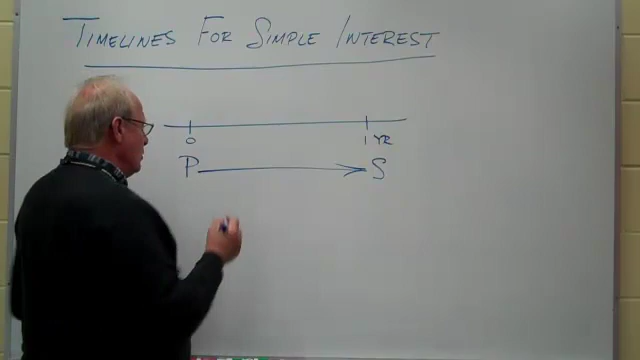 TIMELINES FOR SIMPLE INTEREST
0 1 YR
P S